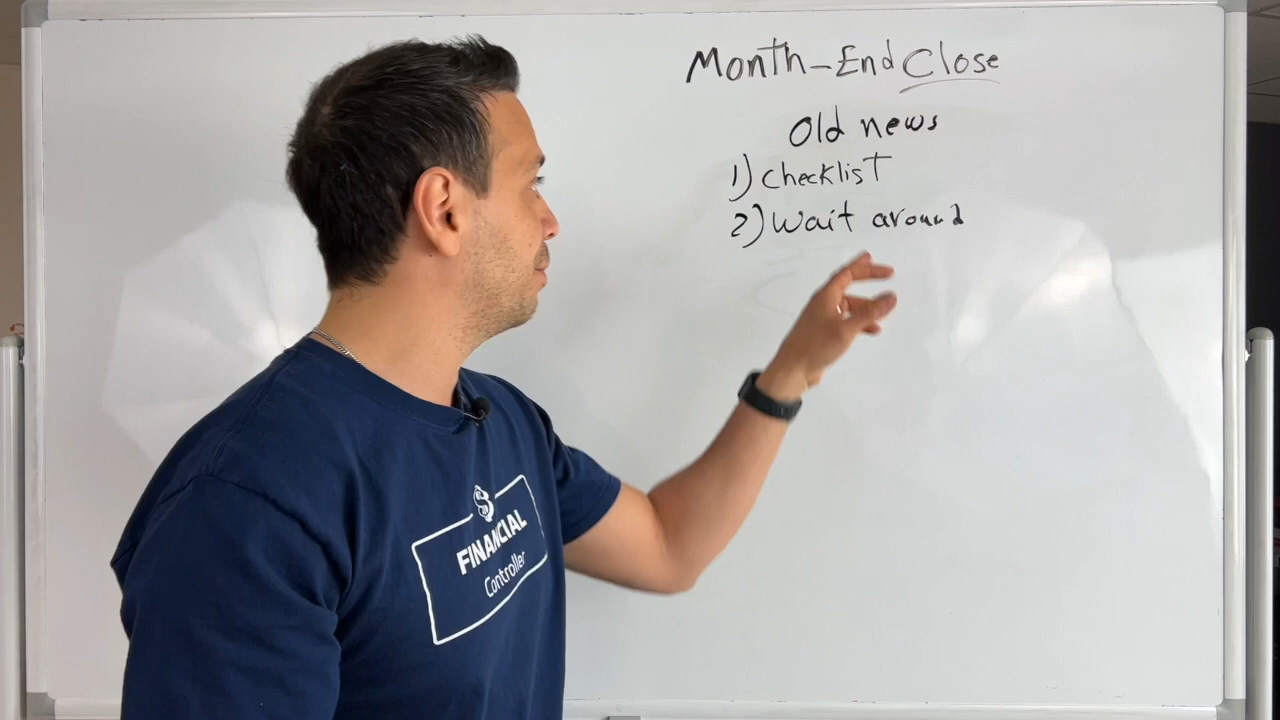 Month-End Close
Old news
1) checklist
2) wait around
$
FINANCIAL
Controller